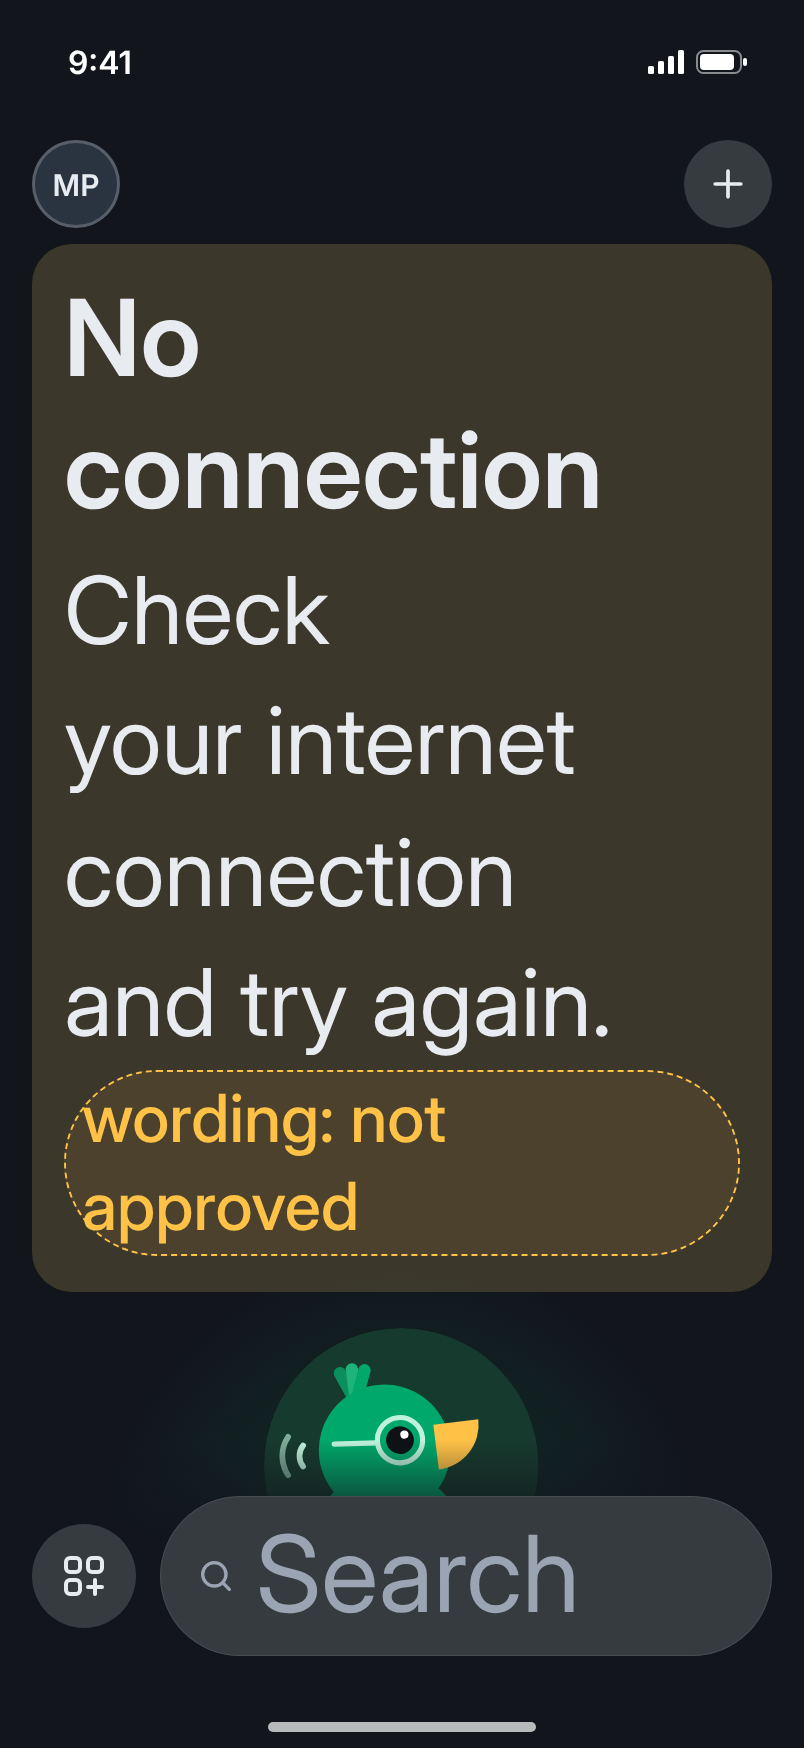 9:41
MP
No
connection
Check
your internet
connection
and try again.
wording: not
approved
Search